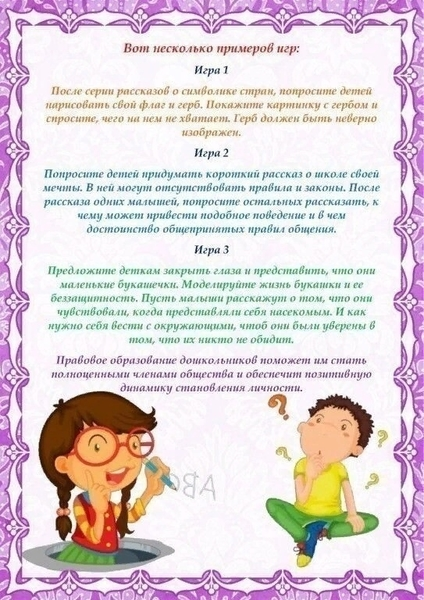 Вот несколько примеров игр:
Игра 1
После серии рассказов о символике стран, попросите детей
нарисовать свой флаг и герб. Покажите картинку с гербом и
спросите, чего на нем не хватает. Герб должен быть неверно
изображен.
Игра 2
Попросите детей придумать короткий рассказ о школе своей
мечты. В ней могут отсутствовать правила и законы. После
рассказа одних малышей, попросите остальных рассказать, к
чему может привести подобное поведение и в чем
достоинство общепринятых правил общения.
Игра 3
Предложите деткам закрыть глаза и представить, что они
маленькие букашечки. Моделируйте жизнь букашки и ее
беззащитность. Пусть малыши расскажут о том, что они
чувствовали, когда представляли себя насекомым. И как
нужно себя вести с окружающими, чтоб они были уверены в
том, что их никто не обидит.
Правовое образование дошкольников поможет им стать
полноценными членами общества и обеспечит позитивную
динамику становления личности.
ABC